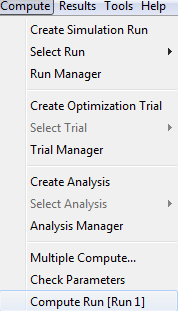 Compute Results Tools Help
Create Simulation Run
Select Run
Run Manager
Create Optimization Trial
Select Trial
Trial Manager
Create Analysis
Select Analysis
Analysis Manager
Multiple Compute...
Check Parameters
Compute Run [Run 1]